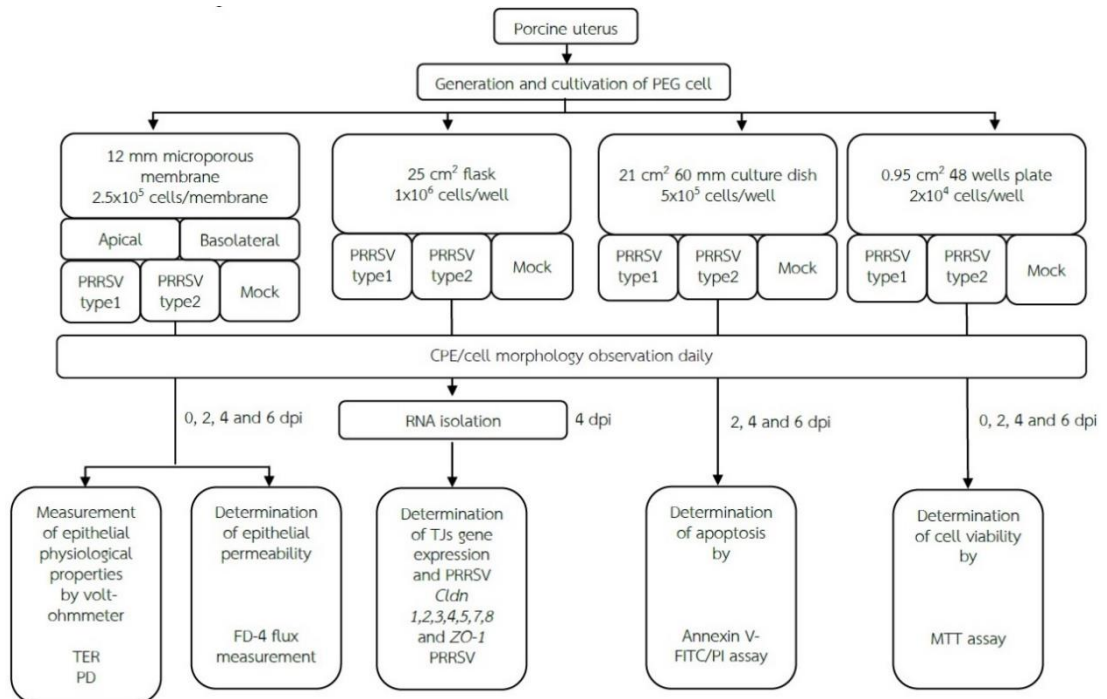 Porcine uterus
Generation and cultivation of PEG cell
12 mm microporous
membrane
2.5x10⁵ cells/membrane
Apical
Basolateral
PRRSV
type1
PRRSV
type2
Mock
25 cm² flask
1x10⁶ cells/well
PRRSV
type1
PRRSV
type2
Mock
21 cm² 60 mm culture dish
5x10⁵ cells/well
PRRSV
type1
PRRSV
type2
Mock
0.95 cm² 48 wells plate
2x10⁴ cells/well
PRRSV
type1
PRRSV
type2
Mock
CPE/cell morphology observation daily
0, 2, 4 and 6 dpi
RNA isolation
4 dpi
2, 4 and 6 dpi
0, 2, 4 and 6 dpi
Measurement
of epithelial
physiological
properties
by volt-
ohmmeter
TER
PD
Determination
of epithelial
permeability
FD-4 flux
measurement
Determination
of TJs gene
expression
and PRRSV
Cldn
1,2,3,4,5,7,8
and ZO-1
PRRSV
Determination
of apoptosis
by
Annexin V-
FITC/PI assay
Determination
of cell viability
by
MTT assay